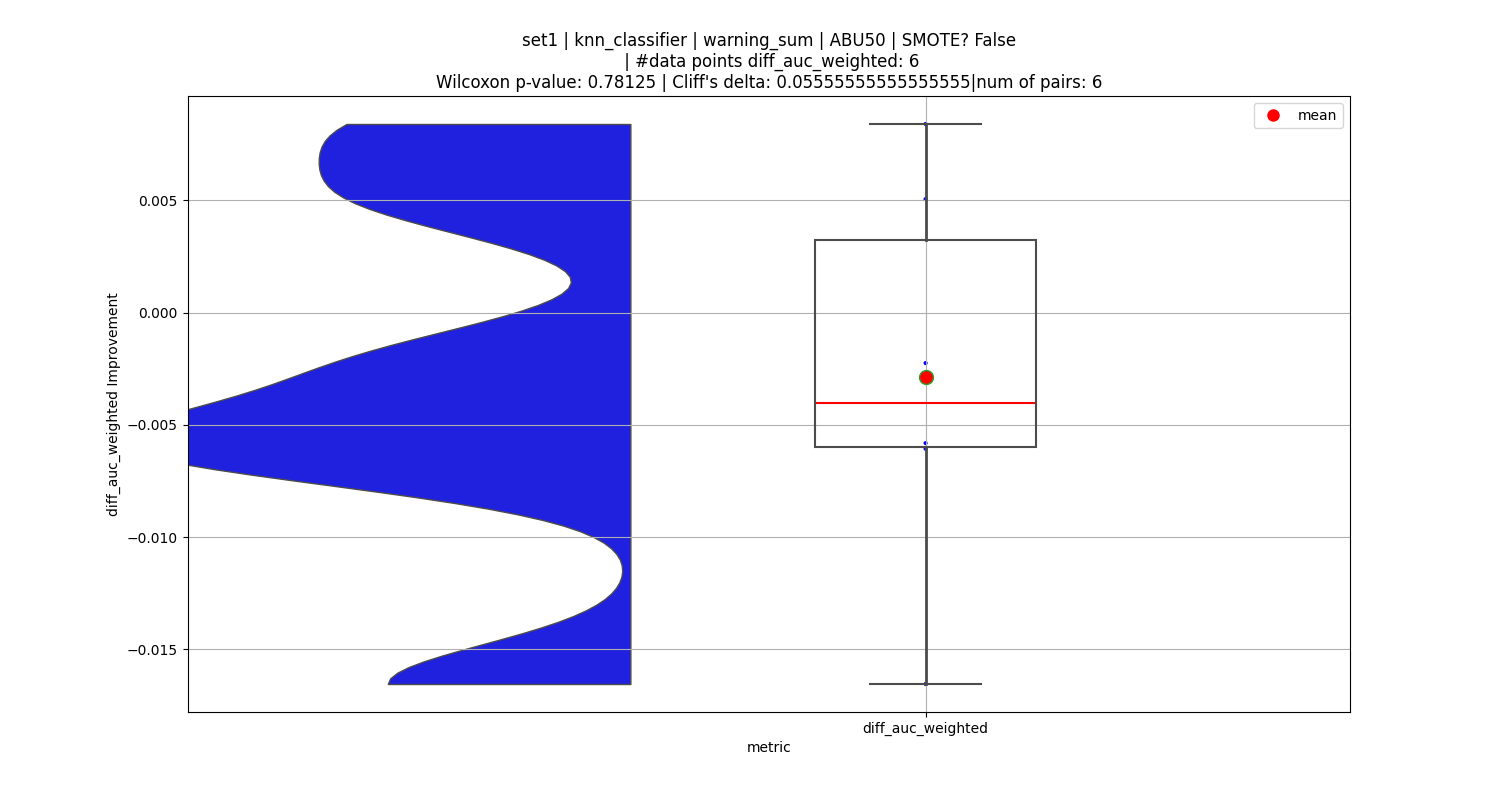 set1 | knn_classifier | warning_sum | ABU50 | SMOTE? False
| #data points diff_auc_weighted: 6
Wilcoxon p-value: 0.78125 | Cliff's delta: 0.05555555555555555|num of pairs: 6
mean
0.005
0.000
−0.005
−0.010
−0.015
diff_auc_weighted Improvement
diff_auc_weighted
metric